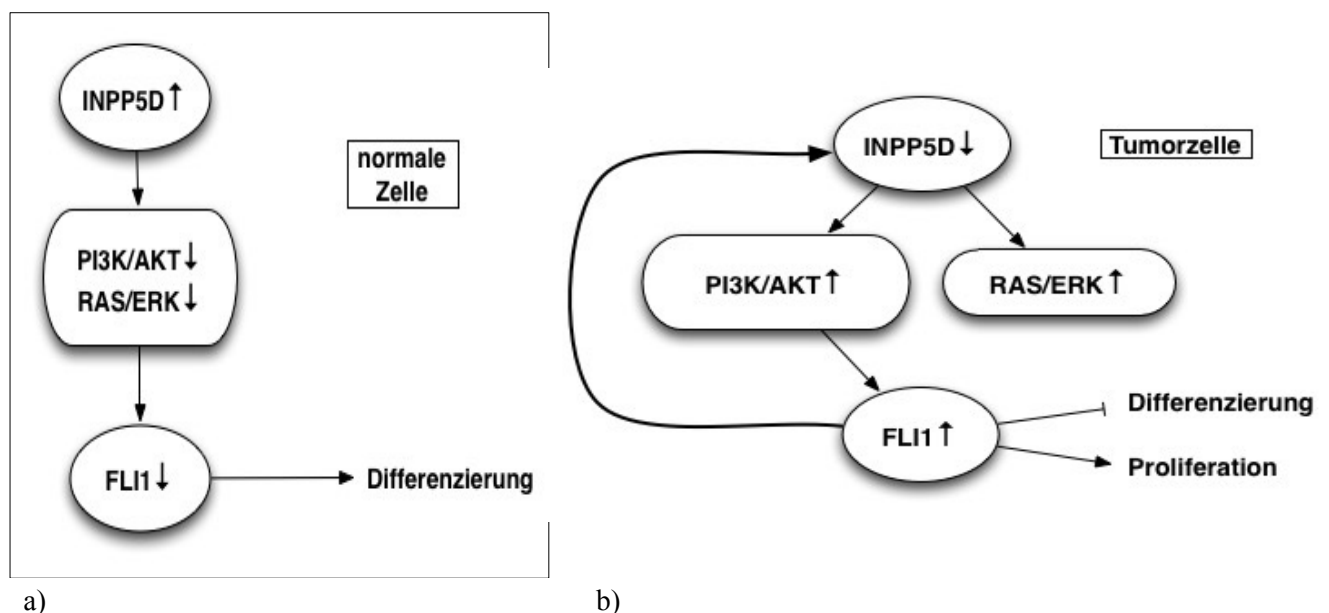 INPP5D↑
normale
Zelle
PI3K/AKT↓
RAS/ERK↓
FLI1↓
Differenzierung
a)
INPP5D↓
Tumorzelle
PI3K/AKT↑
RAS/ERK↑
FLI1↑
Differenzierung
Proliferation
b)